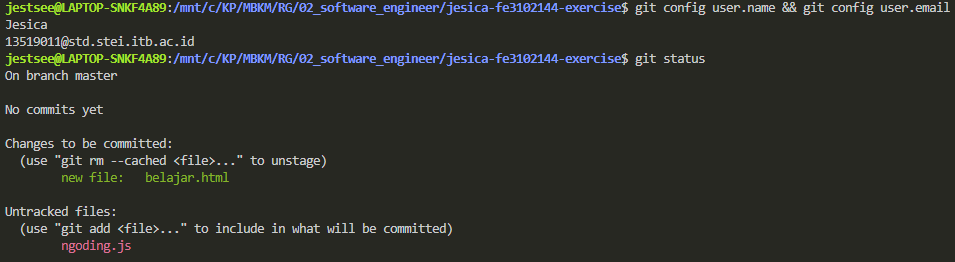 jestsee@LAPTOP-SNKF4A89:/mnt/c/KP/MBKM/RG/02_software_engineer/jesica-fe3102144-exercise$ git config user.name && git config user.email
Jesica
13519011@std.stei.itb.ac.id
jestsee@LAPTOP-SNKF4A89:/mnt/c/KP/MBKM/RG/02_software_engineer/jesica-fe3102144-exercise$ git status
On branch master

No commits yet

Changes to be committed:
  (use "git rm --cached <file>..." to unstage)
        new file:   belajar.html

Untracked files:
  (use "git add <file>..." to include in what will be committed)
        ngoding.js